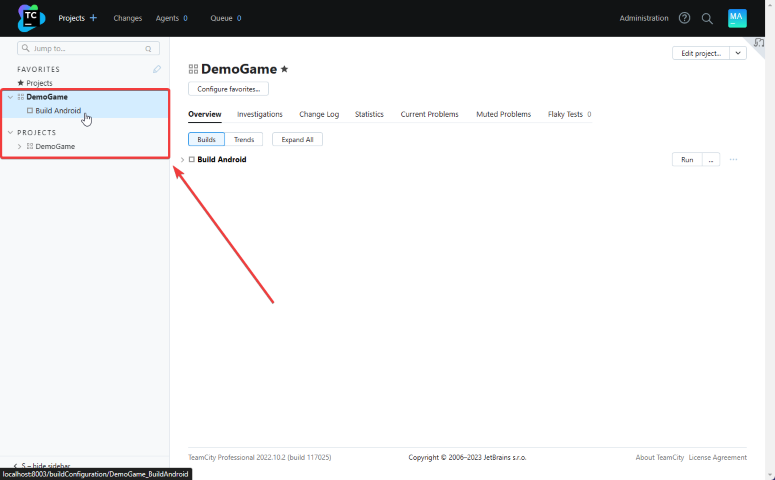 TC
Projects
Changes
Agents 0
Queue 0
Administration
MA
Jump to...
FAVORITES
Projects
DemoGame
Build Android
PROJECTS
DemoGame
DemoGame
Edit project...
Configure favorites...
Overview
Investigations
Change Log
Statistics
Current Problems
Muted Problems
Flaky Tests 0
Builds
Trends
Expand All
Build Android
Run
...
TeamCity Professional 2022.10.2 (build 117025)
Copyright © 2006–2023 JetBrains s.r.o.
About TeamCity
License Agreement
S – hide sidebar
localhost:8003/buildConfiguration/DemoGame_BuildAndroid